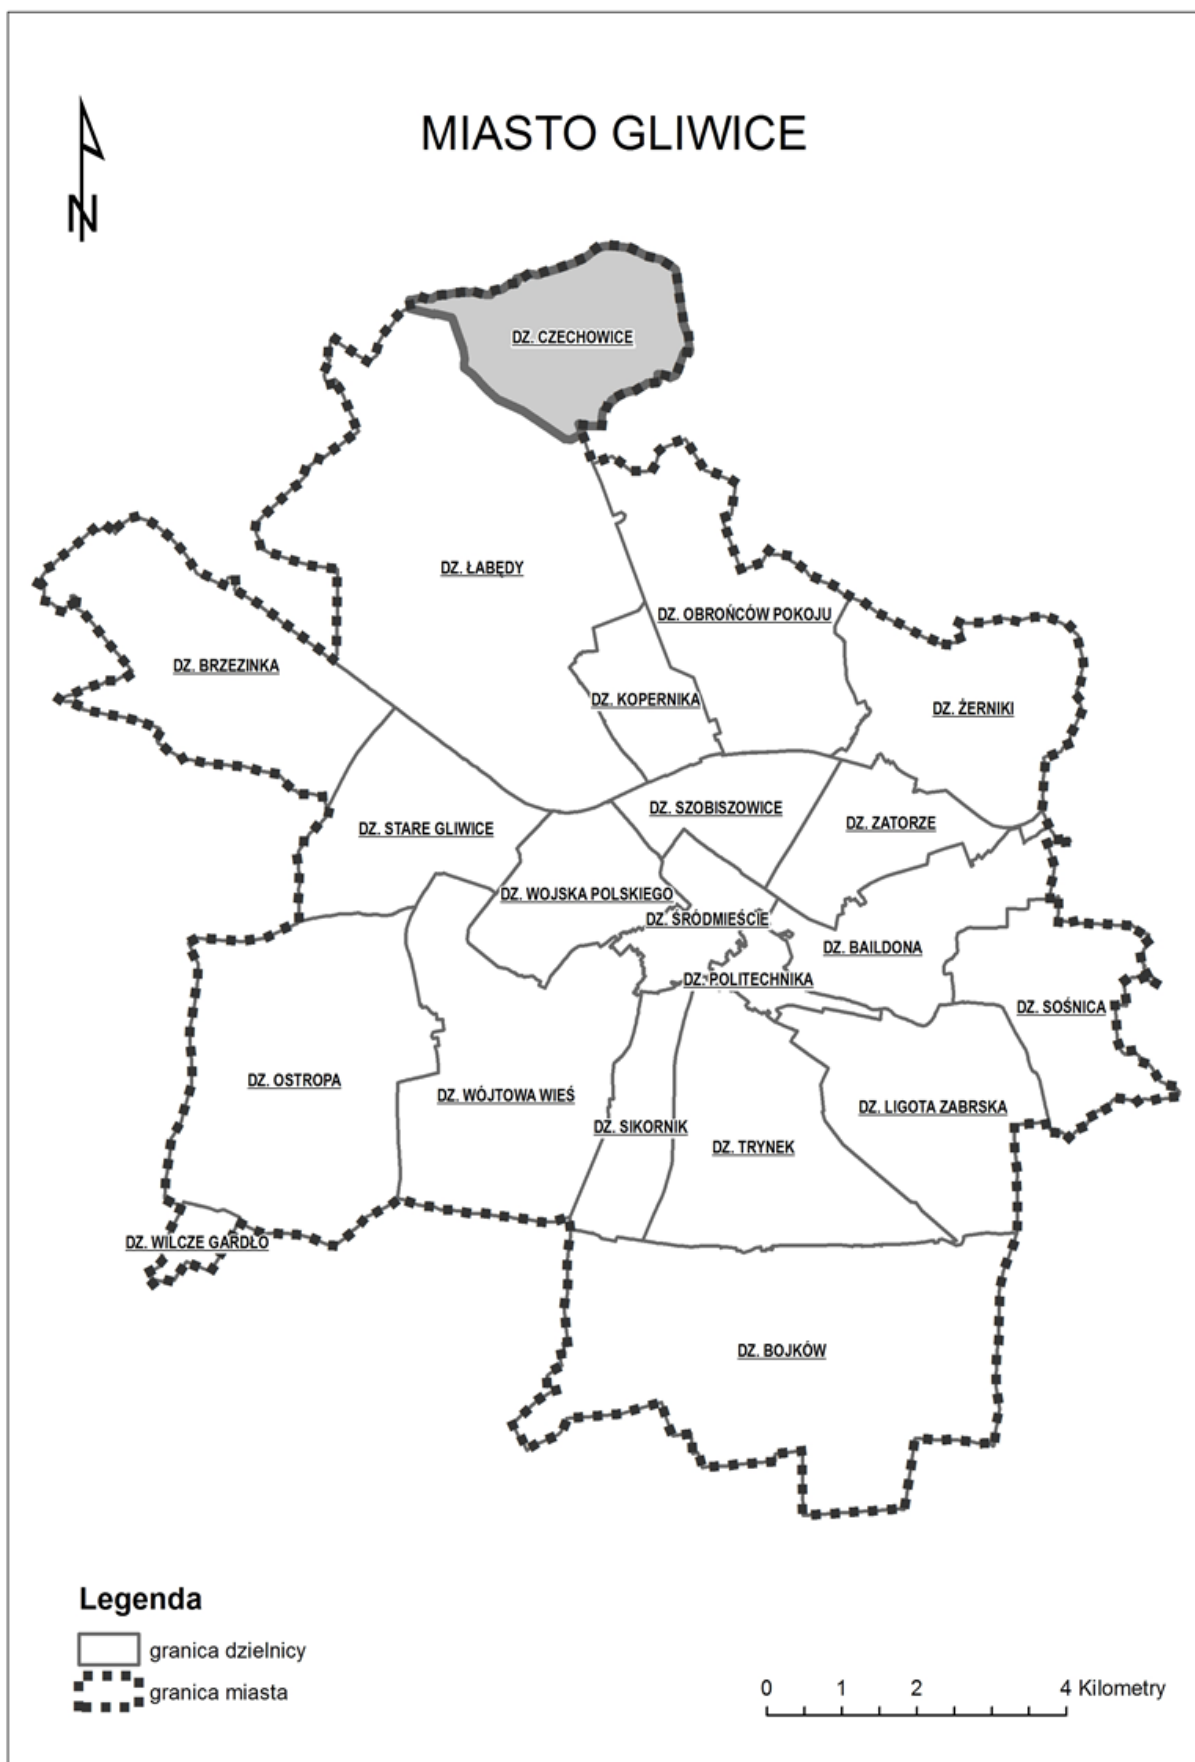 MIASTO GLIWICE
N
DZ. CZECHOWICE
DZ. ŁABĘDY
DZ. OBROŃCÓW POKOJU
DZ. BRZEZINKA
DZ. KOPERNIKA
DZ. ŻERNIKI
DZ. SZOBISZOWICE
DZ. STARE GLIWICE
DZ. ZATORZE
DZ. WOJSKA POLSKIEGO
DZ. ŚRÓDMIEŚCIE
DZ. BAILDONA
DZ. POLITECHNIKA
DZ. SOŚNICA
DZ. OSTROPA
DZ. WÓJTOWA WIEŚ
DZ. LIGOTA ZABRSKA
DZ. SIKORNIK
DZ. TRYNEK
DZ. WILCZE GARDŁO
DZ. BOJKÓW
Legenda
granica dzielnicy
granica miasta
0 1 2 4 Kilometry